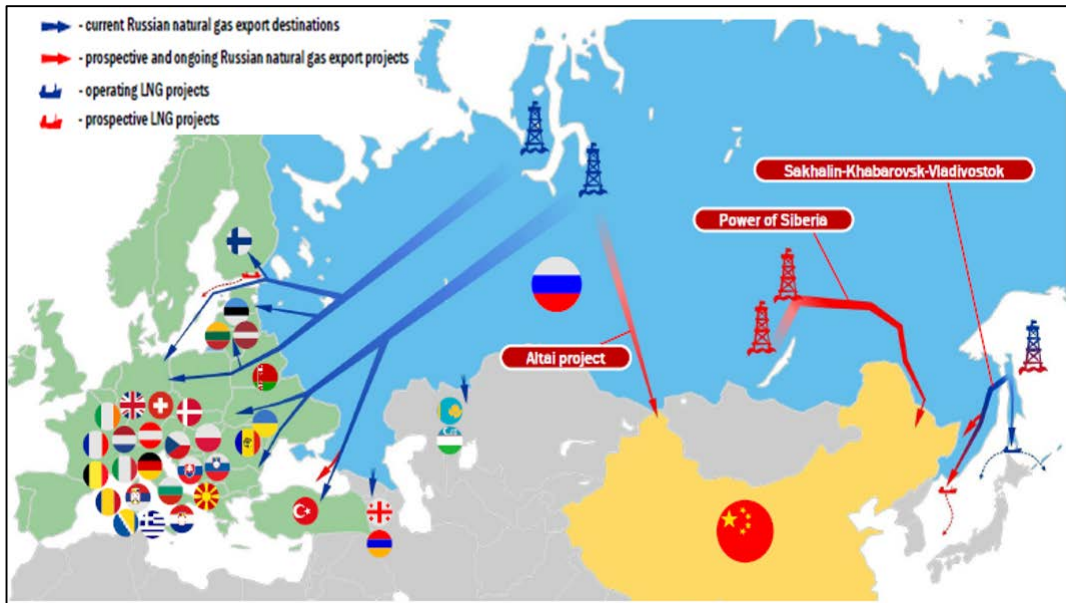 - current Russian natural gas export destinations
- prospective and ongoing Russian natural gas export projects
- operating LNG projects
- prospective LNG projects
Sakhalin-Khabarovsk-Vladivostok
Power of Siberia
Altai project